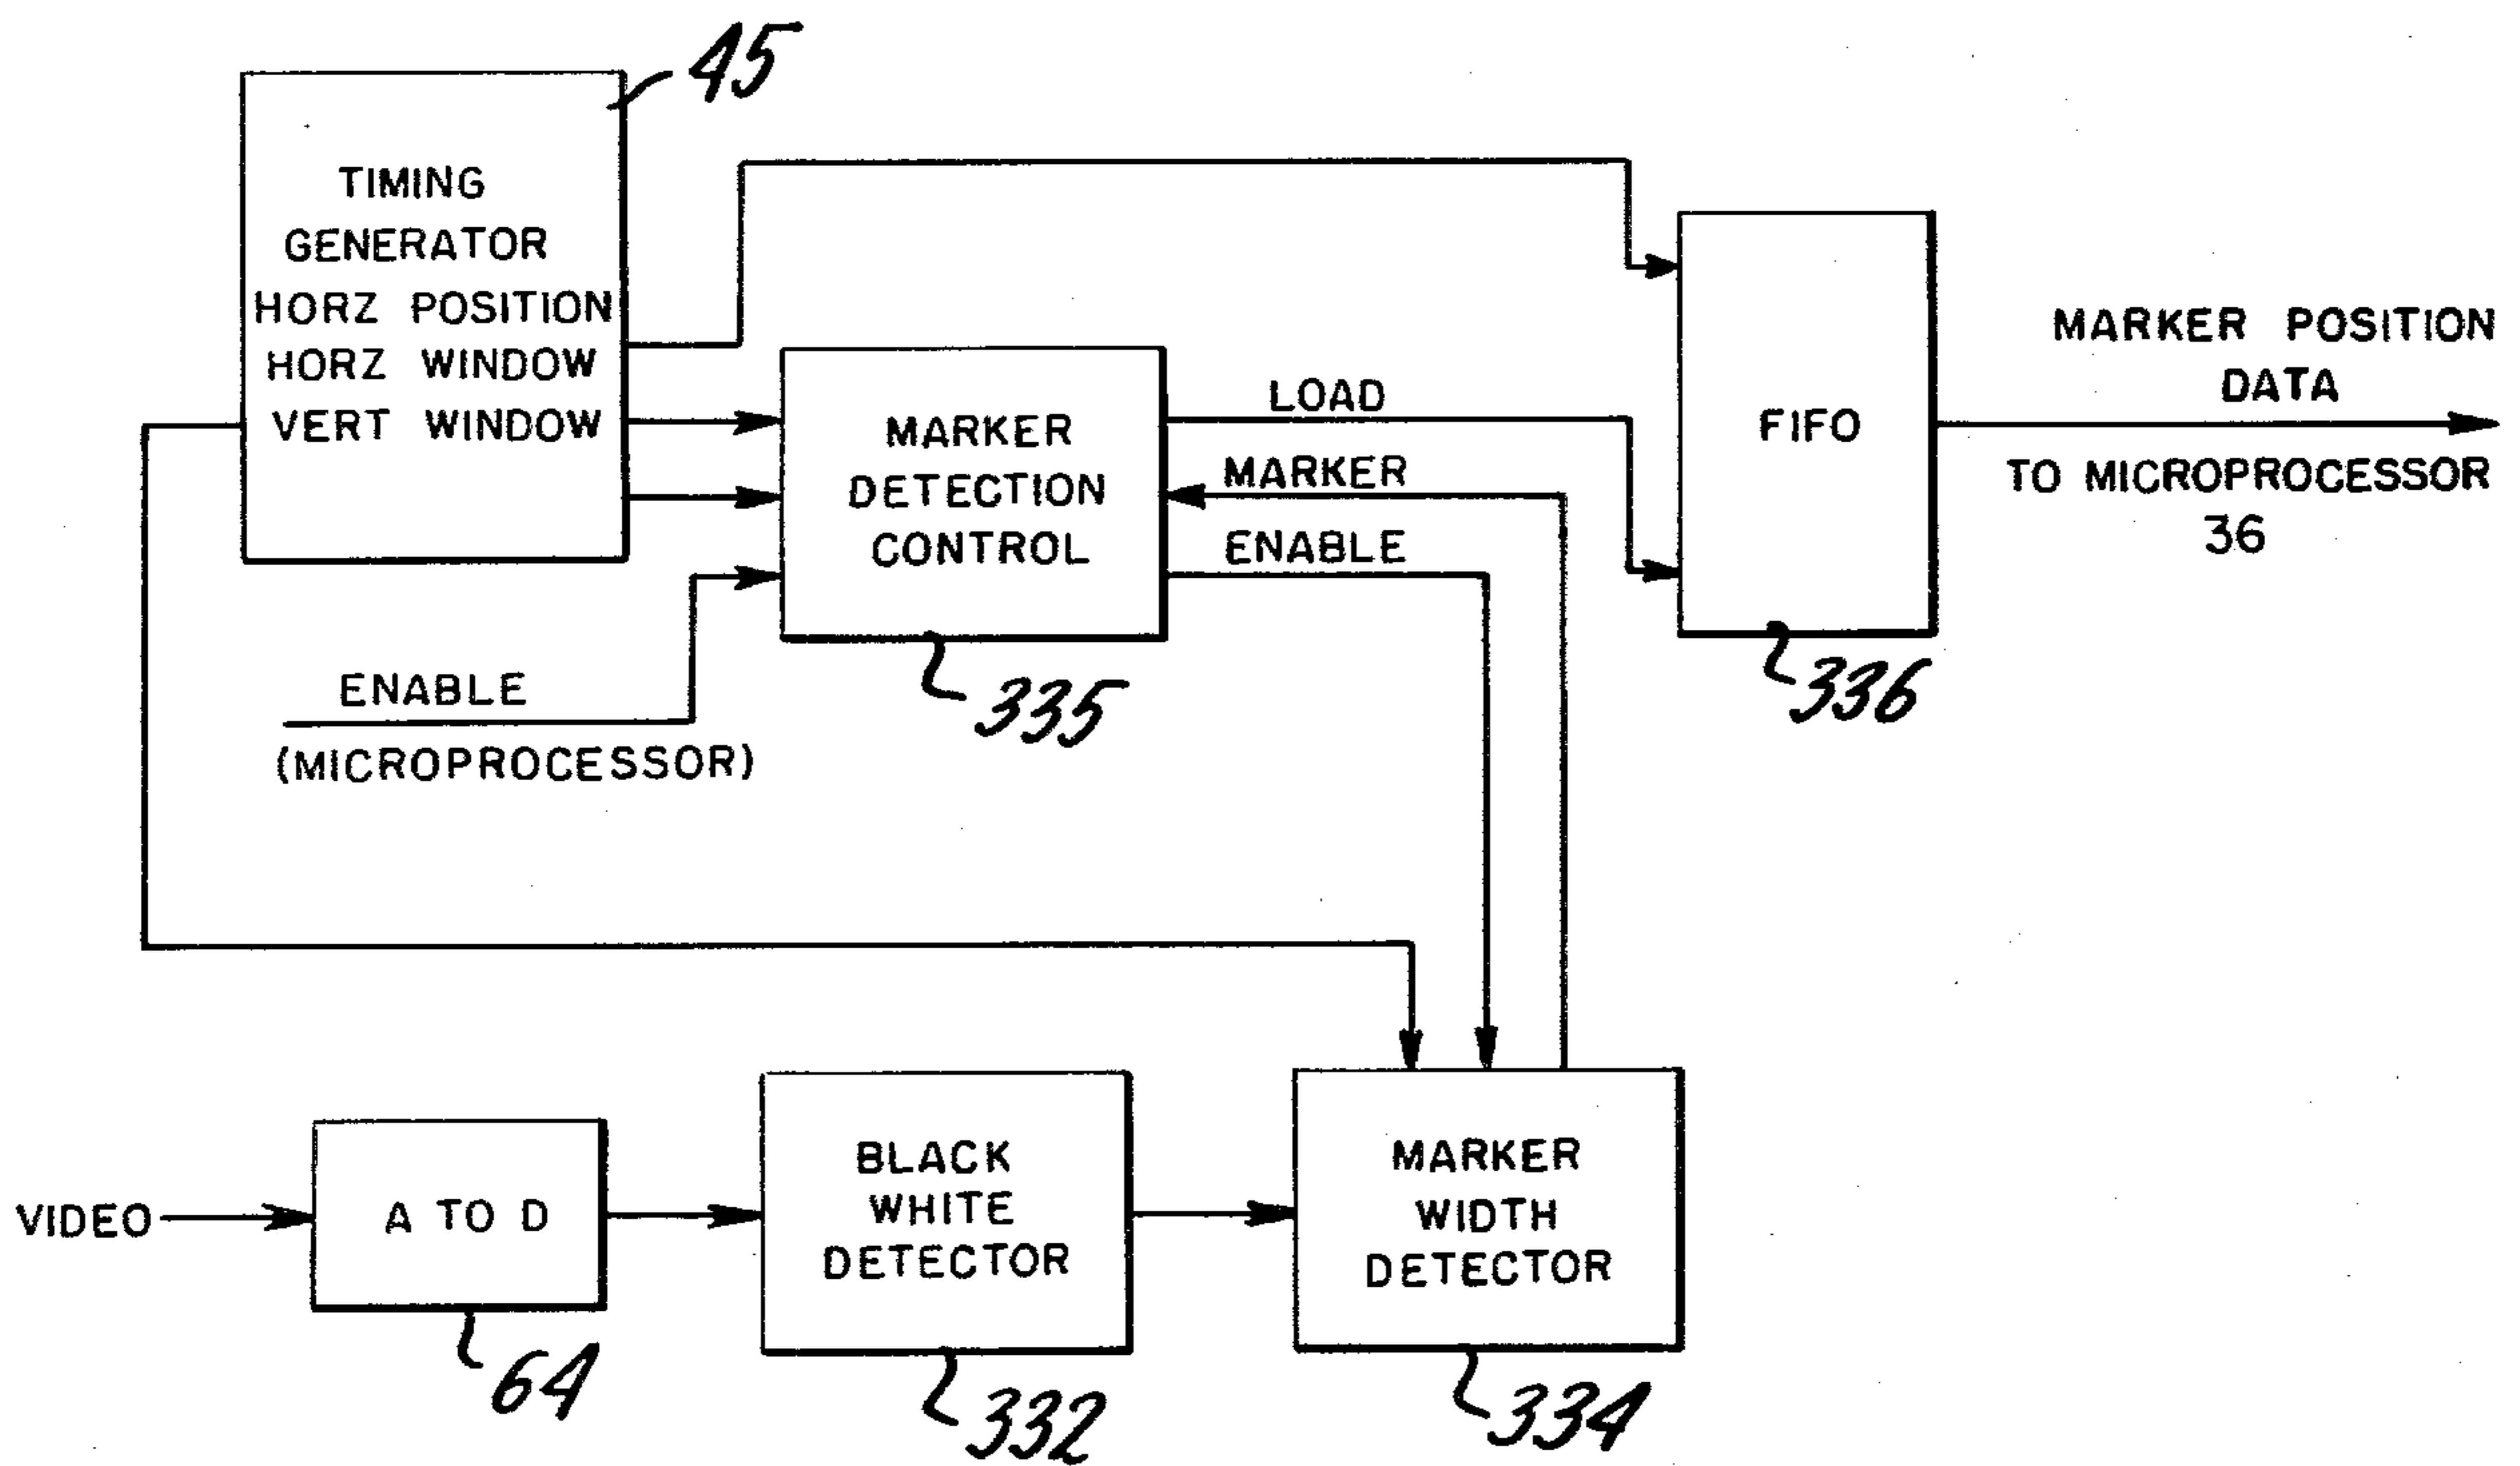 45
TIMING
GENERATOR
HORZ POSITION
HORZ WINDOW
VERT WINDOW
MARKER
DETECTION
CONTROL
335
LOAD
MARKER
ENABLE
FIFO
336
MARKER POSITION
DATA
TO MICROPROCESSOR
36
ENABLE
(MICROPROCESSOR)
VIDEO
A TO D
64
BLACK
WHITE
DETECTOR
332
MARKER
WIDTH
DETECTOR
334